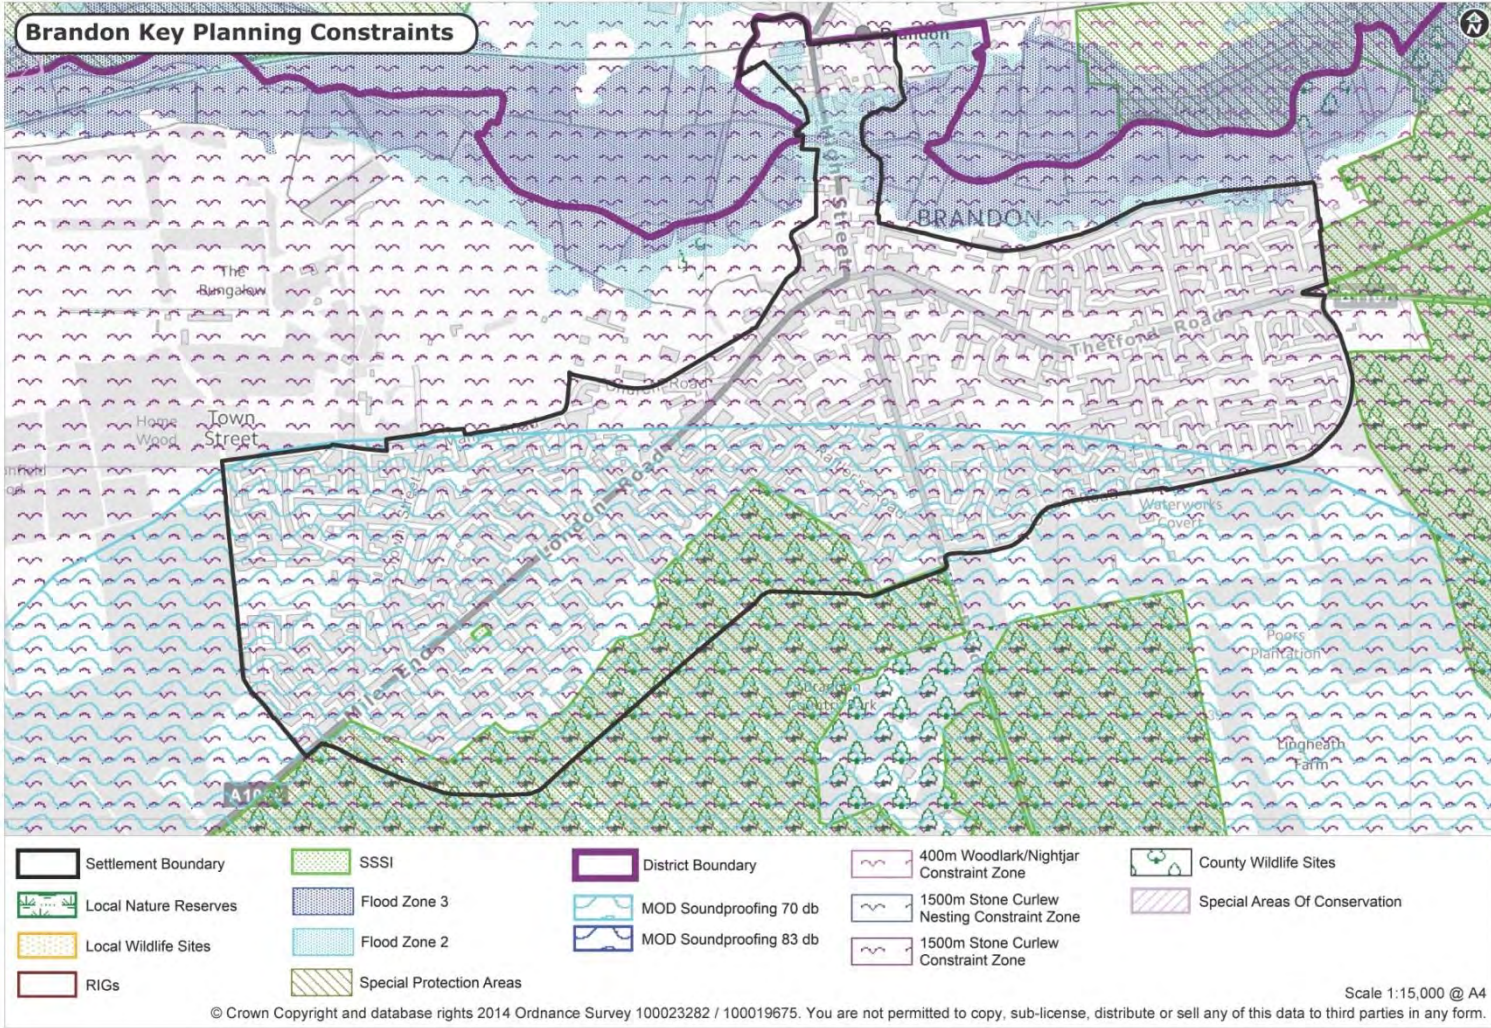 Brandon Key Planning Constraints
N
Brandon
High Street
BRANDON
The
Bungalow
Thetford Road
Church Road
Home
Wood
Town
Street
London Road
Waterworks
Covert
Mile End
Poors
Plantation
Brandon
Country Park
Lingheath
Farm
Settlement Boundary
Local Nature Reserves
Local Wildlife Sites
RIGs
SSSI
Flood Zone 3
Flood Zone 2
Special Protection Areas
District Boundary
MOD Soundproofing 70 db
MOD Soundproofing 83 db
400m Woodlark/Nightjar
Constraint Zone
1500m Stone Curlew
Nesting Constraint Zone
1500m Stone Curlew
Constraint Zone
County Wildlife Sites
Special Areas Of Conservation
Scale 1:15,000 @ A4
© Crown Copyright and database rights 2014 Ordnance Survey 100023282 / 100019675. You are not permitted to copy, sub-license, distribute or sell any of this data to third parties in any form.